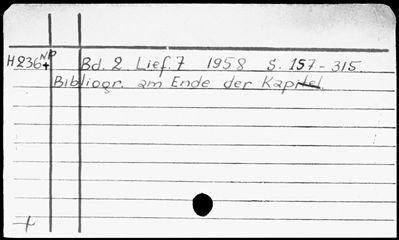 H236 NP+ Bd. 2 Lief. 7 1958 S. 157-315.
Bibliogr. am Ende der Kapitel.
+